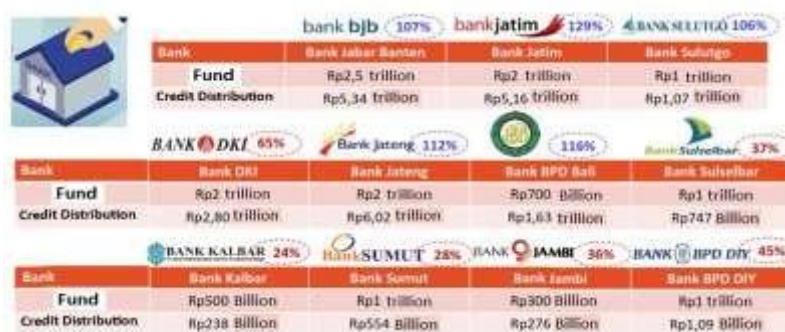 bank bjb 107% bankjatim 129% BANK SULUTGO 106%
Bank Bank Jabar Banten Bank Jatim Bank Sulutgo
Fund Rp2,5 trillion Rp2 trillion Rp1 trillion
Credit Distribution Rp5,34 trillion Rp5,16 trillion Rp1,07 trillion
BANK DKI 65% Bank Jateng 112% 116% Bank Sulselbar 37%
Bank Bank DKI Bank Jateng Bank BPD Bali Bank Sulselbar
Fund Rp2 trillion Rp2 trillion Rp700 Billion Rp1 trillion
Credit Distribution Rp2,80 trillion Rp6,02 trillion Rp1,63 trillion Rp747 Billion
BANK KALBAR 24% Bank SUMUT 28% BANK JAMBI 36% BANK BPD DIY 45%
Bank Bank Kalbar Bank Sumut Bank Jambi Bank BPD DIY
Fund Rp500 Billion Rp1 trillion Rp300 Billion Rp1 trillion
Credit Distribution Rp238 Billion Rp554 Billion Rp276 Billion Rp1,09 Billion